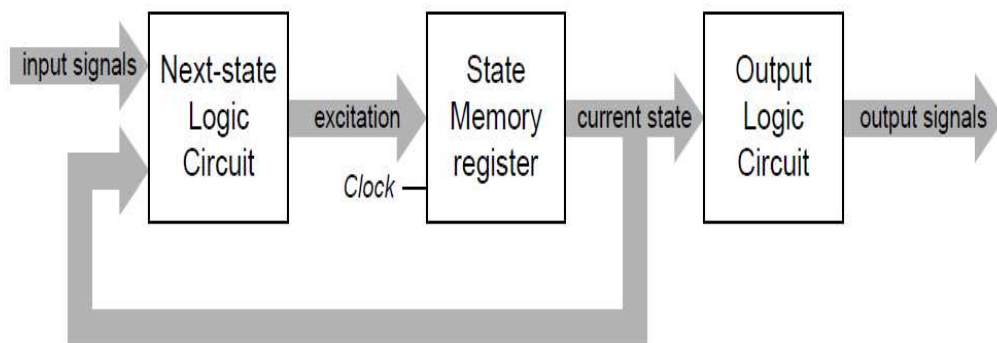 input signals
Next-state
Logic
Circuit
excitation
Clock
State
Memory
register
current state
Output
Logic
Circuit
output signals